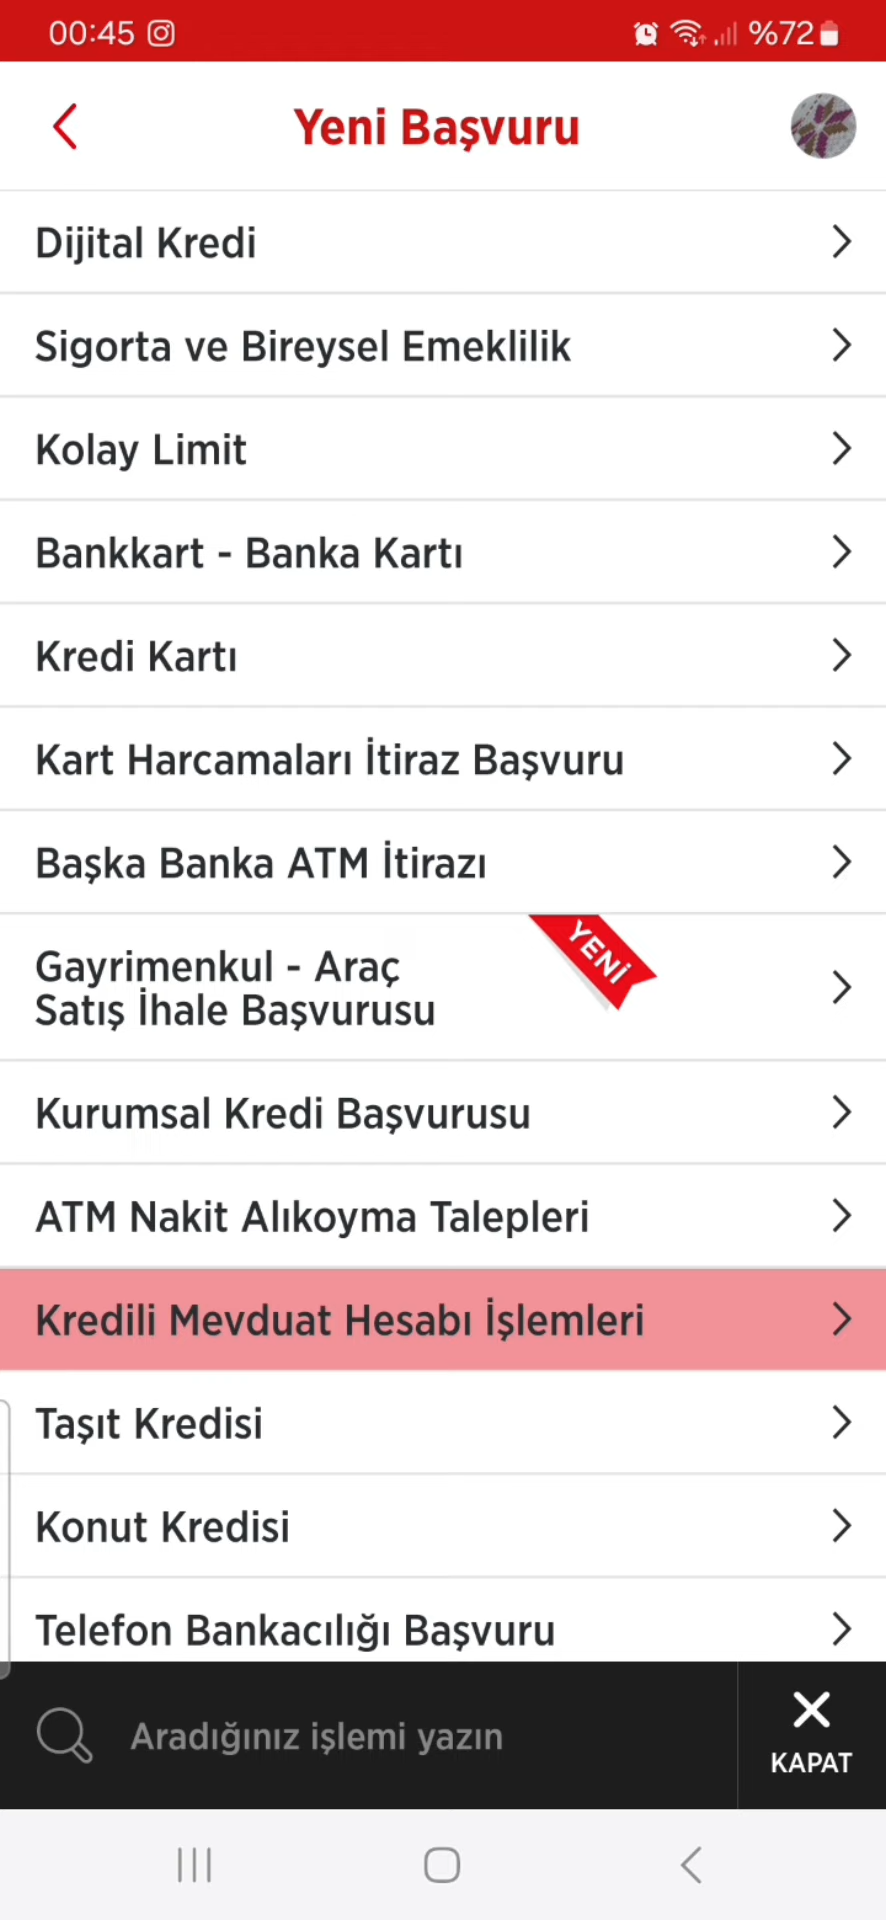 00:45
%72
Yeni Başvuru
Dijital Kredi
Sigorta ve Bireysel Emeklilik
Kolay Limit
Bankkart - Banka Kartı
Kredi Kartı
Kart Harcamaları İtiraz Başvuru
Başka Banka ATM İtirazı
YENİ
Gayrimenkul - Araç
Satış İhale Başvurusu
Kurumsal Kredi Başvurusu
ATM Nakit Alıkoyma Talepleri
Kredili Mevduat Hesabı İşlemleri
Taşıt Kredisi
Konut Kredisi
Telefon Bankacılığı Başvuru
Aradığınız işlemi yazın
KAPAT